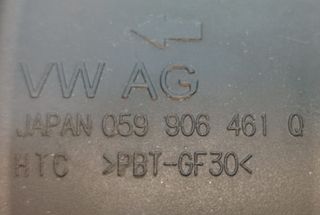 VW AG
JAPAN 059 906 461 Q
HTC >PBT-GF30<